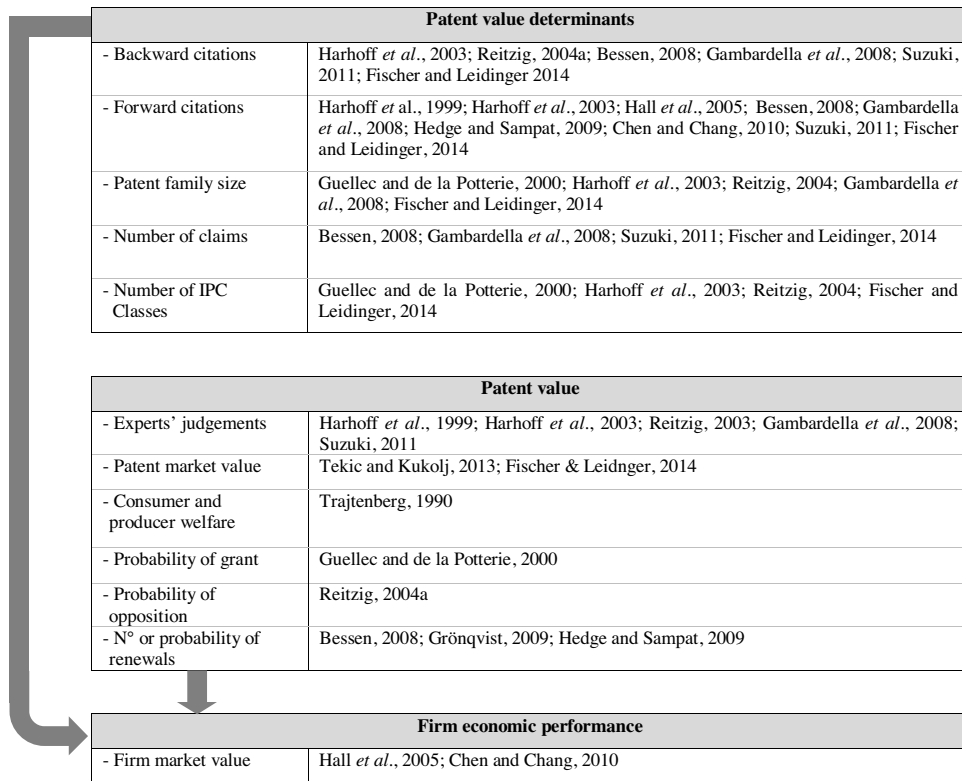 Patent value determinants
- Backward citations
Harhoff et al., 2003; Reitzig, 2004a; Bessen, 2008; Gambardella et al., 2008; Suzuki,
2011; Fischer and Leidinger 2014
- Forward citations
Harhoff et al., 1999; Harhoff et al., 2003; Hall et al., 2005; Bessen, 2008; Gambardella
et al., 2008; Hedge and Sampat, 2009; Chen and Chang, 2010; Suzuki, 2011; Fischer
and Leidinger, 2014
- Patent family size
Guellec and de la Potterie, 2000; Harhoff et al., 2003; Reitzig, 2004; Gambardella et
al., 2008; Fischer and Leidinger, 2014
- Number of claims
Bessen, 2008; Gambardella et al., 2008; Suzuki, 2011; Fischer and Leidinger, 2014
- Number of IPC
Classes
Guellec and de la Potterie, 2000; Harhoff et al., 2003; Reitzig, 2004; Fischer and
Leidinger, 2014
Patent value
- Experts' judgements
Harhoff et al., 1999; Harhoff et al., 2003; Reitzig, 2003; Gambardella et al., 2008;
Suzuki, 2011
- Patent market value
Tekic and Kukolj, 2013; Fischer & Leidnger, 2014
- Consumer and
producer welfare
Trajtenberg, 1990
- Probability of grant
Guellec and de la Potterie, 2000
- Probability of
opposition
Reitzig, 2004a
- N° or probability of
renewals
Bessen, 2008; Grönqvist, 2009; Hedge and Sampat, 2009
Firm economic performance
- Firm market value
Hall et al., 2005; Chen and Chang, 2010